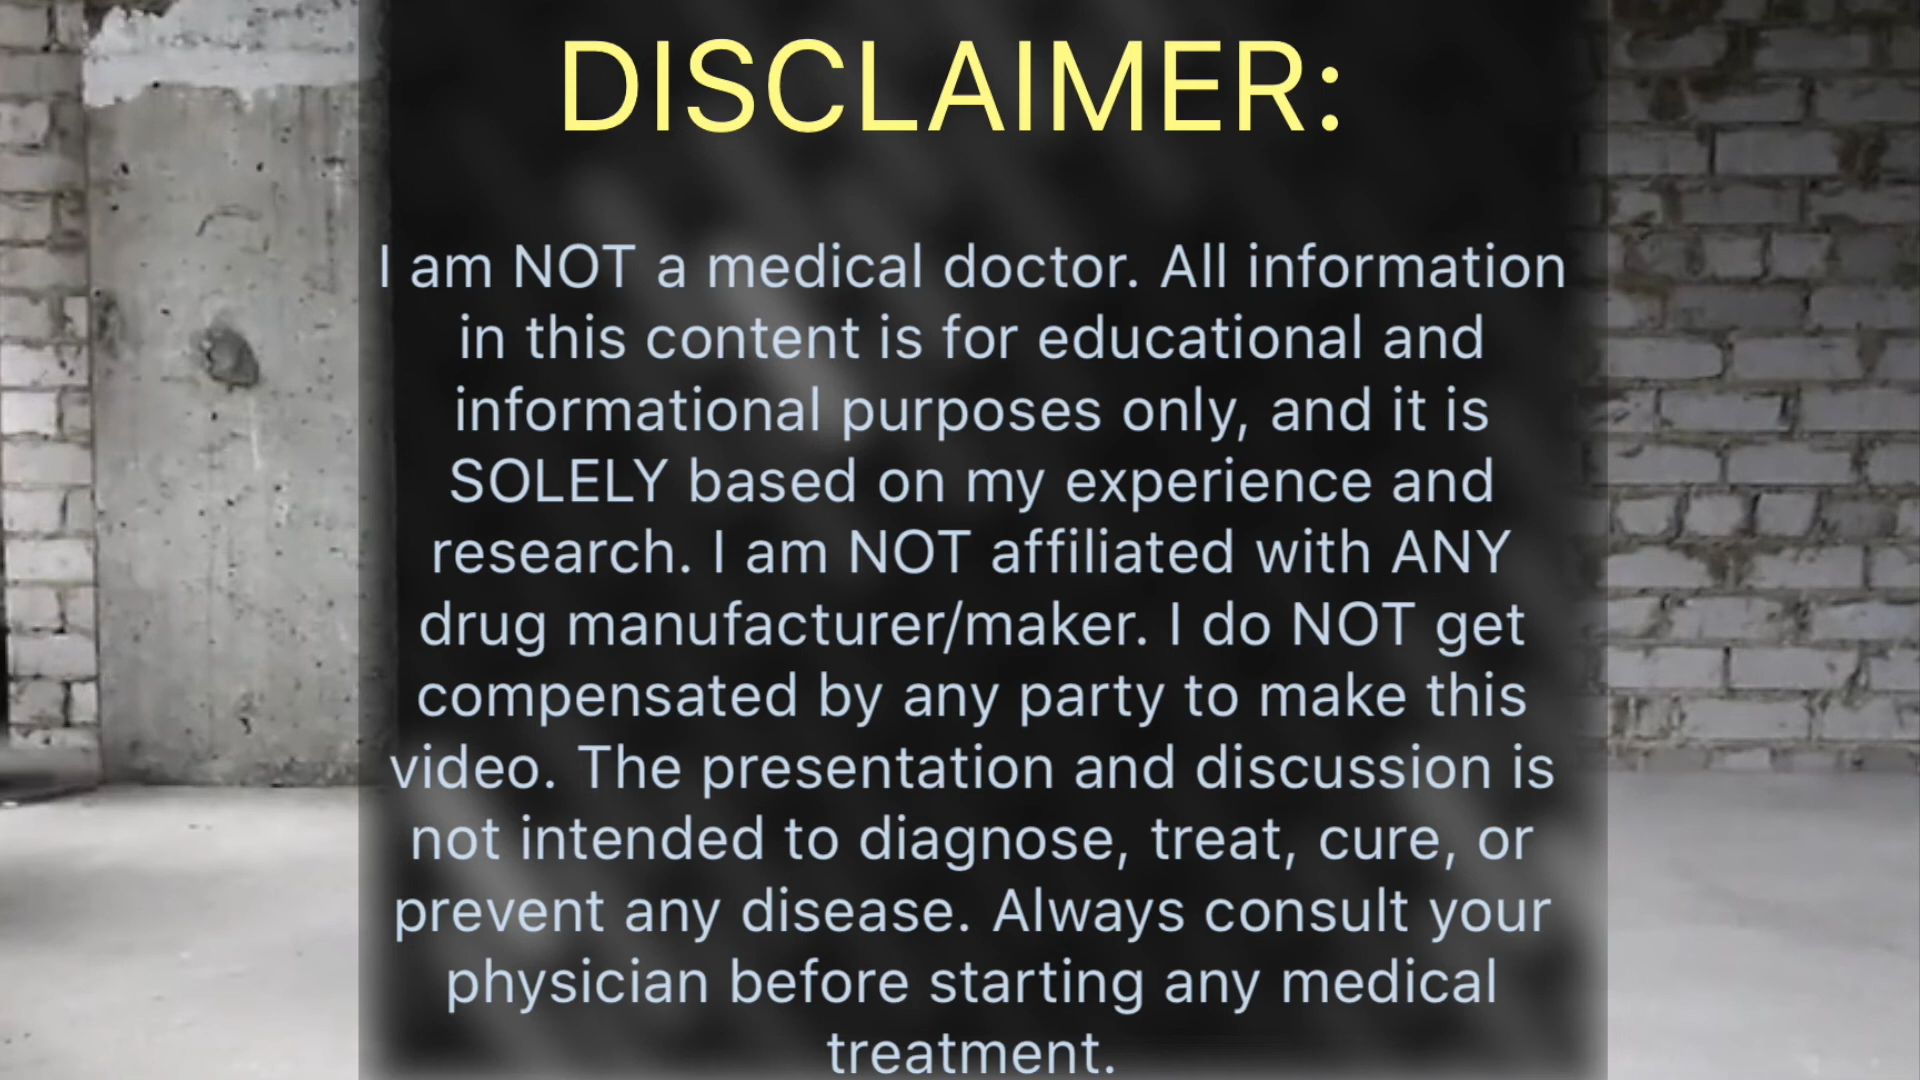 DISCLAIMER:
I am NOT a medical doctor. All information
in this content is for educational and
informational purposes only, and it is
SOLELY based on my experience and
research. I am NOT affiliated with ANY
drug manufacturer/maker. I do NOT get
compensated by any party to make this
video. The presentation and discussion is
not intended to diagnose, treat, cure, or
prevent any disease. Always consult your
physician before starting any medical
treatment.